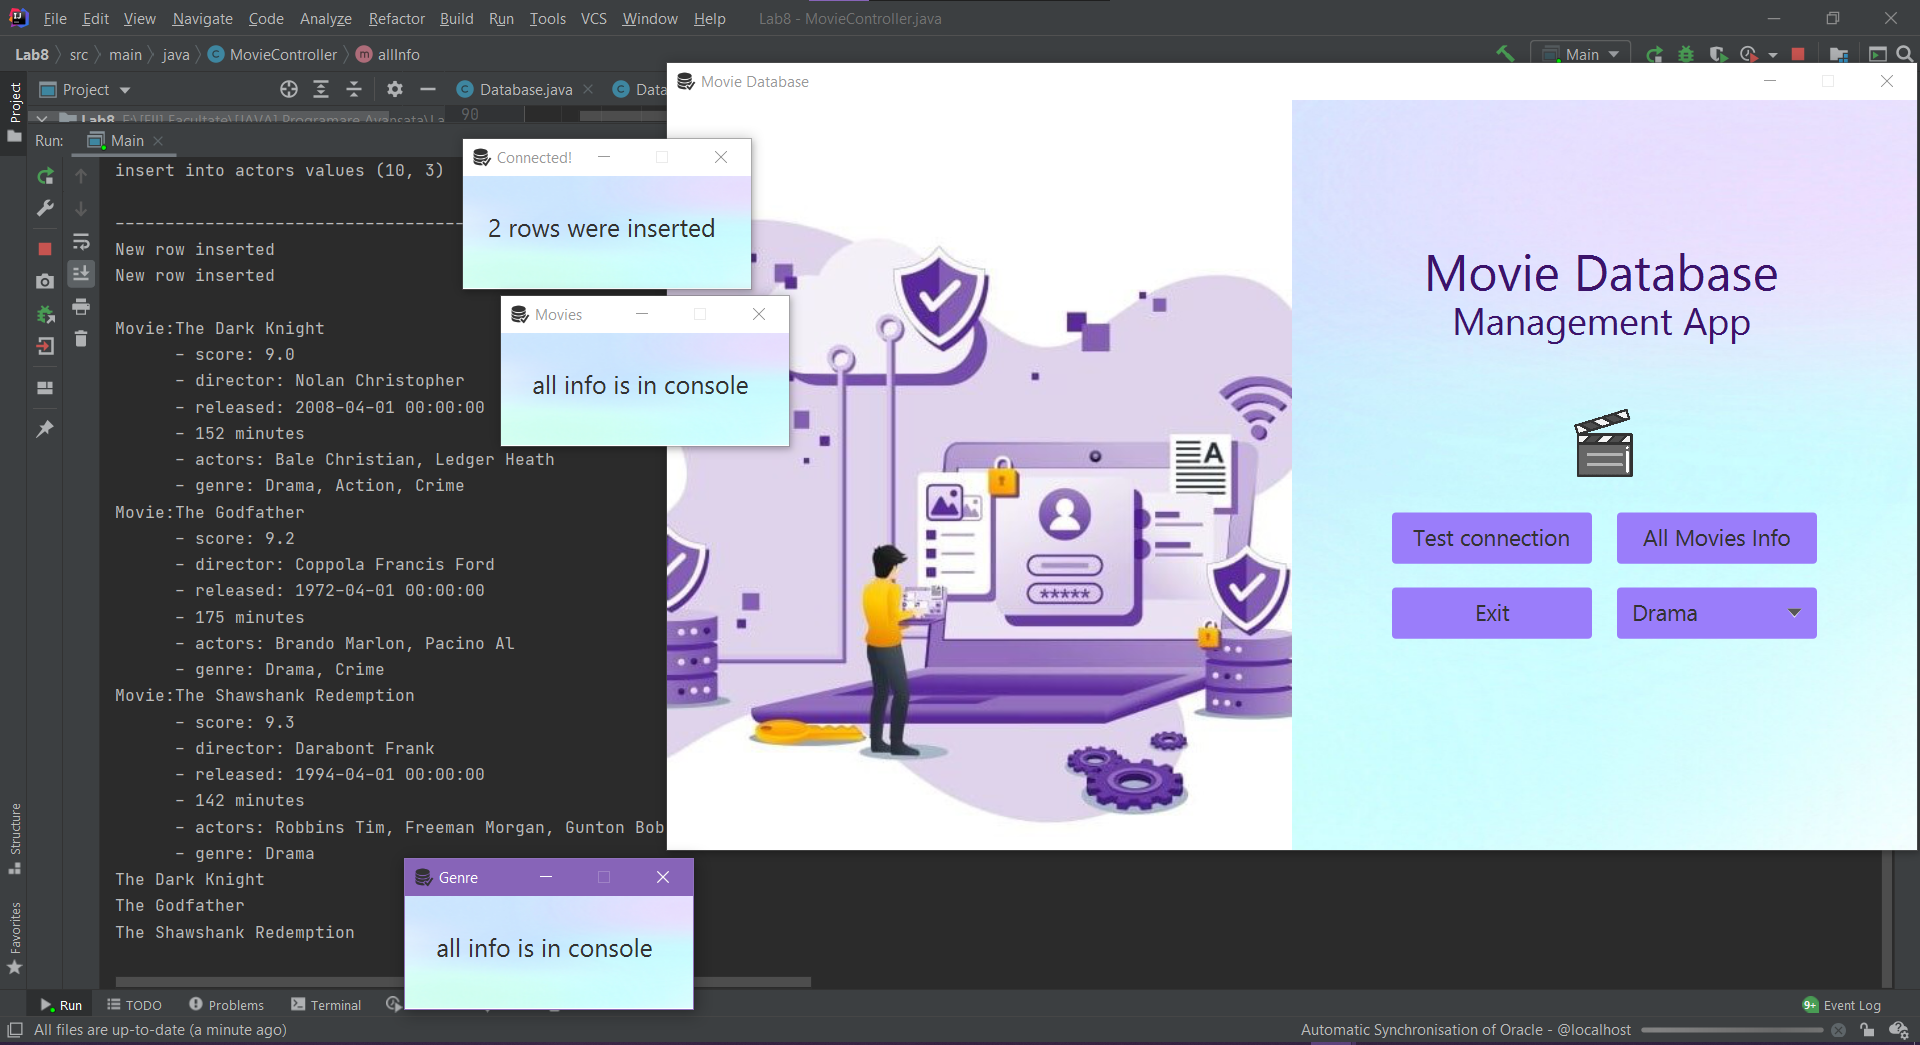 File Edit View Navigate Code Analyze Refactor Build Run Tools VCS Window Help Lab8 - MovieController.java
Lab8 src main java MovieController allInfo
Main
Project
Project
Database.java
Data
Lab8
90
Run: Main
insert into actors values (10, 3)
-----------------------------------
New row inserted
New row inserted
Movie:The Dark Knight
- score: 9.0
- director: Nolan Christopher
- released: 2008-04-01 00:00:00
- 152 minutes
- actors: Bale Christian, Ledger Heath
- genre: Drama, Action, Crime
Movie:The Godfather
- score: 9.2
- director: Coppola Francis Ford
- released: 1972-04-01 00:00:00
- 175 minutes
- actors: Brando Marlon, Pacino Al
- genre: Drama, Crime
Movie:The Shawshank Redemption
- score: 9.3
- director: Darabont Frank
- released: 1994-04-01 00:00:00
- 142 minutes
- actors: Robbins Tim, Freeman Morgan, Gunton Bob
- genre: Drama
The Dark Knight
The Godfather
The Shawshank Redemption
Connected!
2 rows were inserted
Movies
all info is in console
Genre
all info is in console
Movie Database
A
*****
Movie Database
Management App
Test connection
All Movies Info
Exit
Drama
Structure
Favorites
Run TODO Problems Terminal
9+ Event Log
All files are up-to-date (a minute ago)
Automatic Synchronisation of Oracle - @localhost